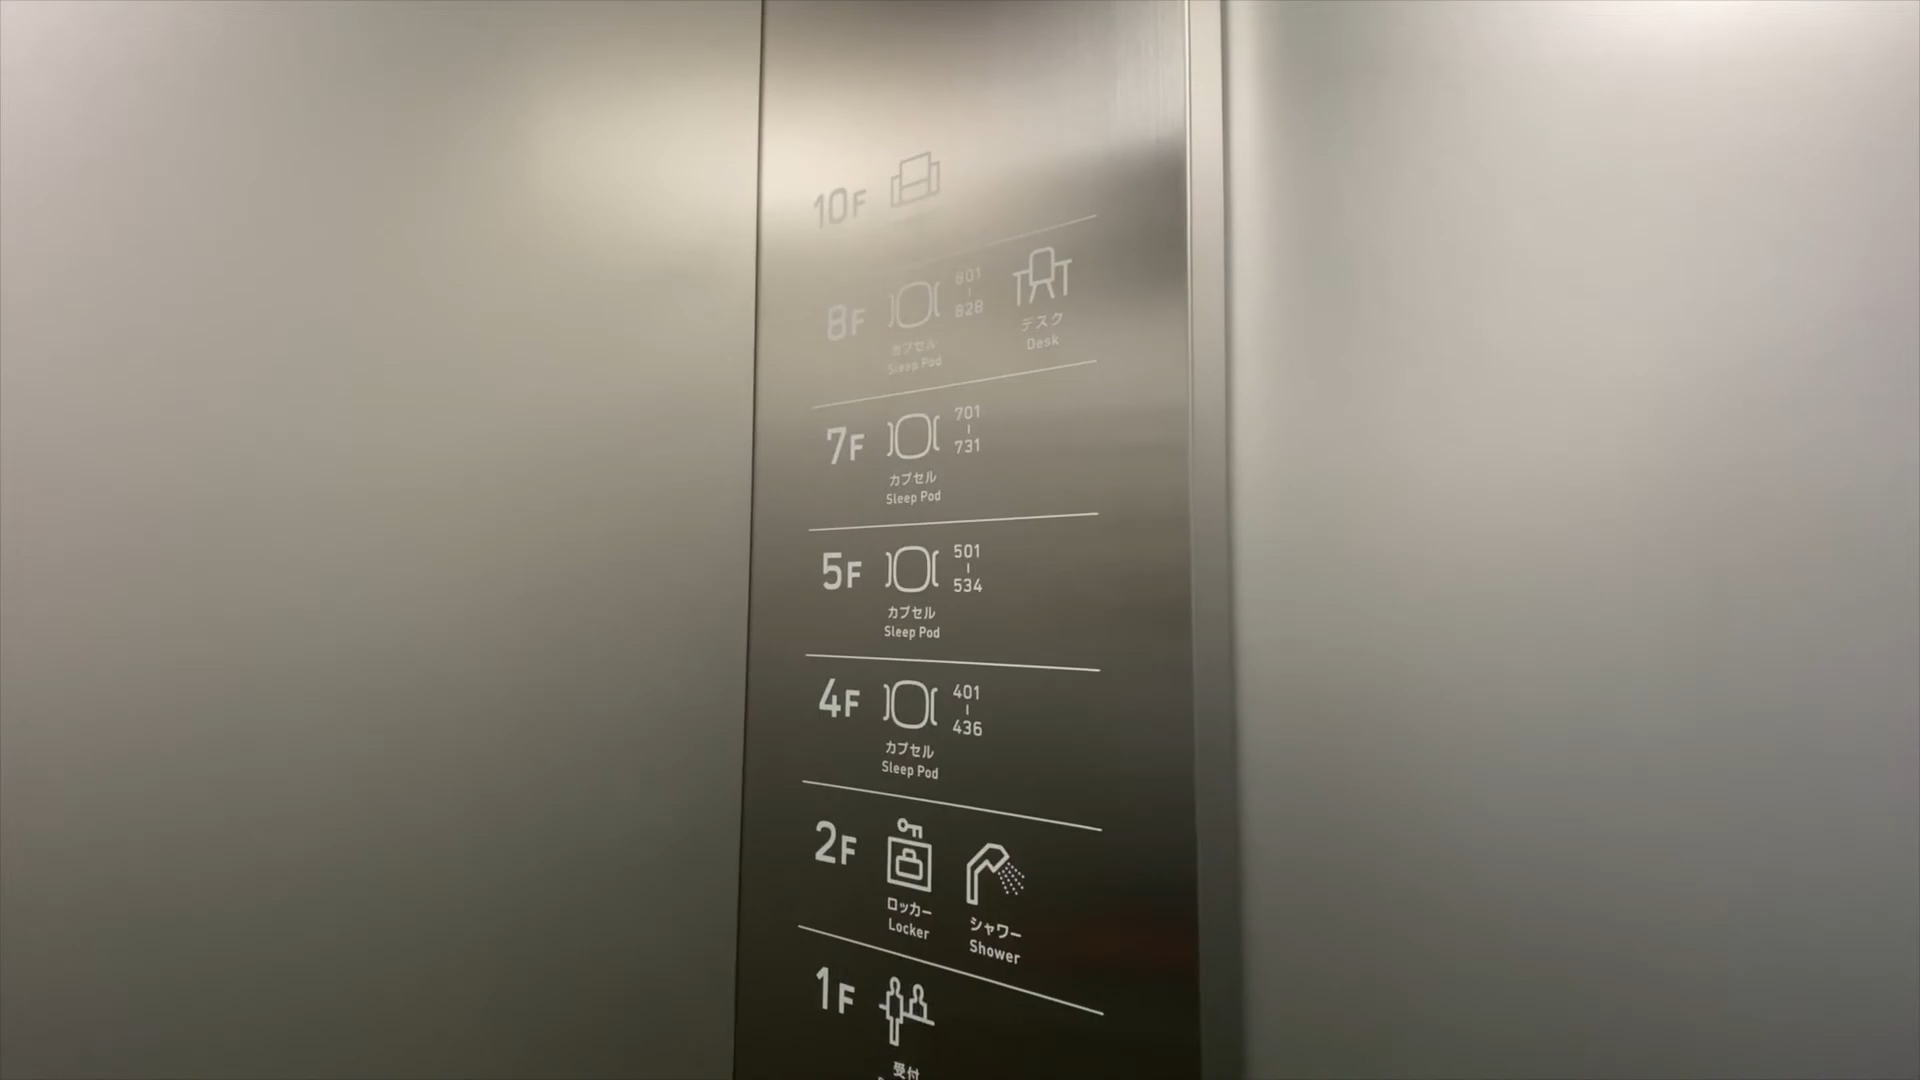 10F
8F
801
828
カプセル
Sleep Pod
デスク
Desk
7F
701
731
カプセル
Sleep Pod
5F
501
534
カプセル
Sleep Pod
4F
401
436
カプセル
Sleep Pod
2F
ロッカー
Locker
シャワー
Shower
1F
受付